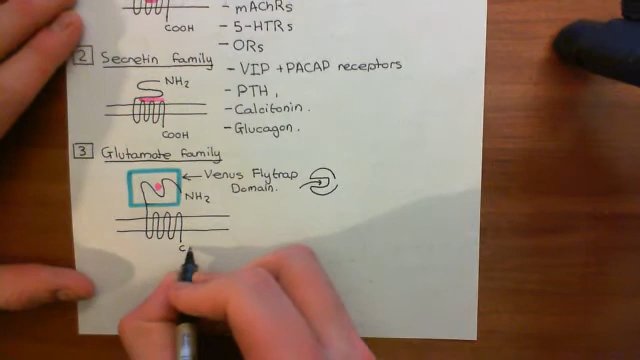 - mAChRs
COOH
- 5-HTRs
- ORs
2 Secretin family
- VIP + PACAP receptors
NH2
- PTH,
- Calcitonin.
COOH
- Glucagon.
3 Glutamate family
← Venus Flytrap
Domain.
NH2
C